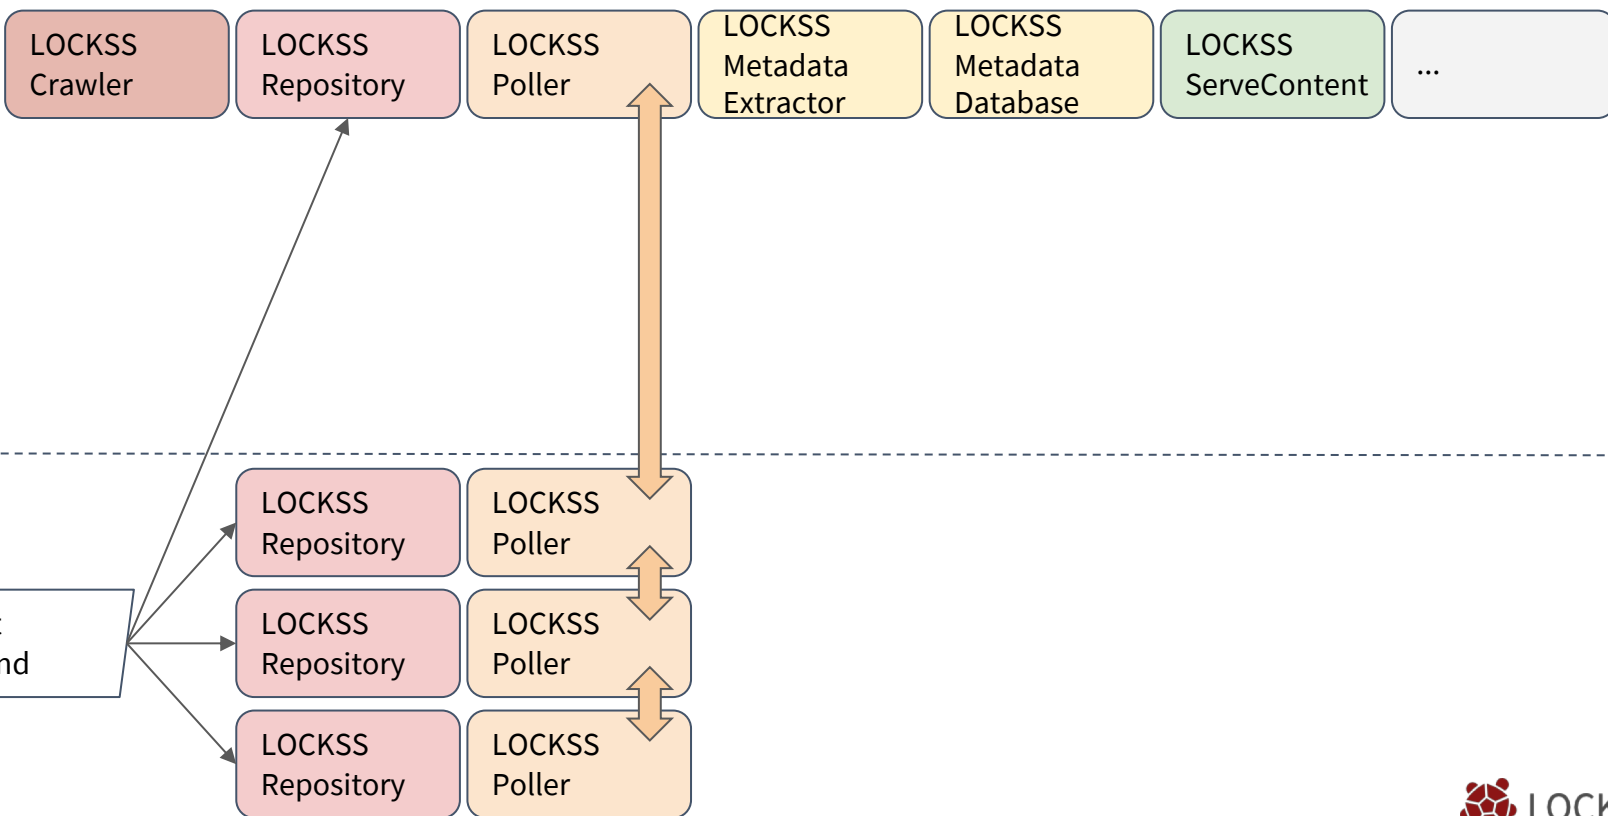 LOCKSS
Crawler
LOCKSS
Repository
LOCKSS
Poller
LOCKSS
Metadata
Extractor
LOCKSS
Metadata
Database
LOCKSS
ServeContent
...
LOCKSS
Repository
LOCKSS
Poller
LOCKSS
Repository
LOCKSS
Poller
LOCKSS
Repository
LOCKSS
Poller